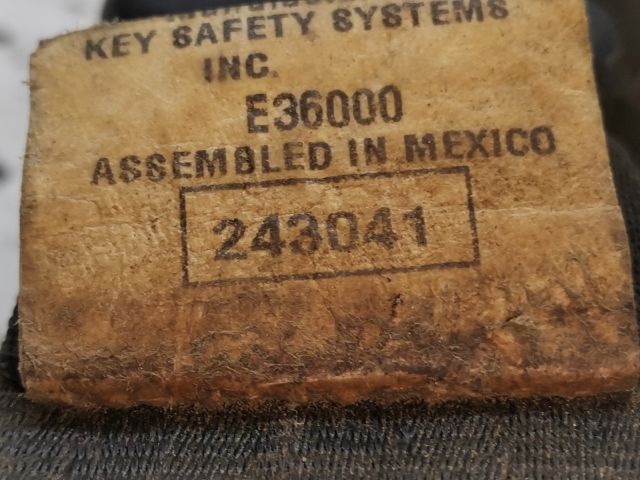 KEY SAFETY SYSTEMS
INC.
E36000
ASSEMBLED IN MEXICO
243041